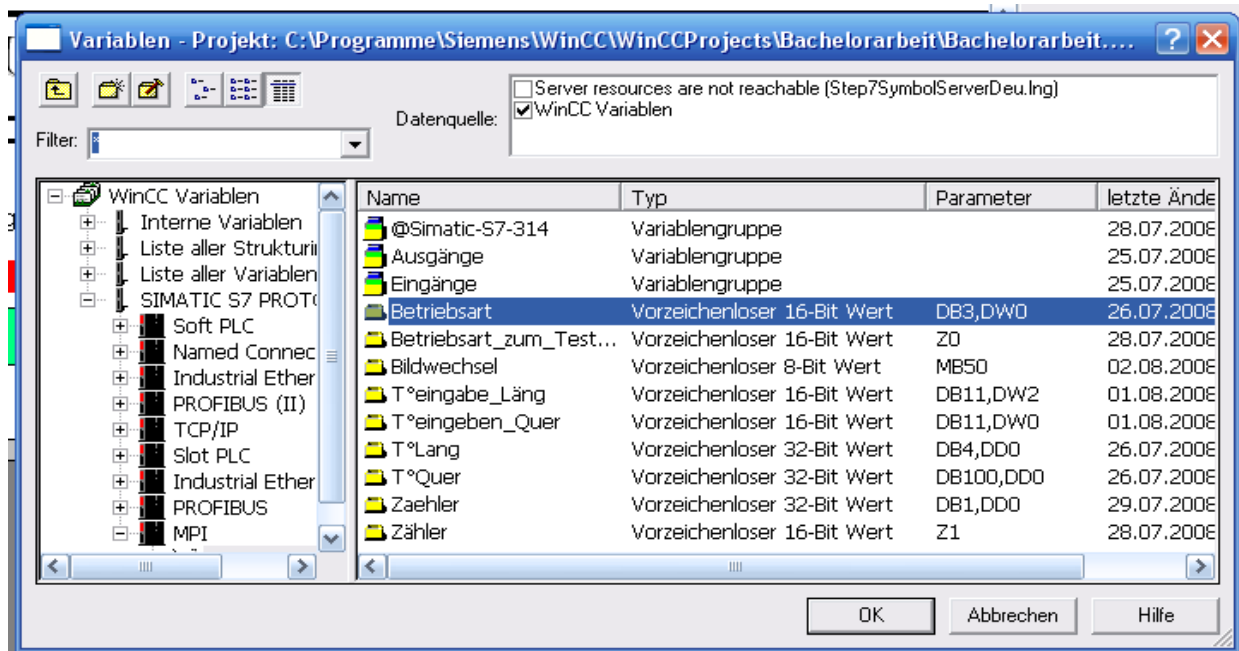 Variablen - Projekt: C:\Programme\Siemens\WinCC\WinCCProjects\Bachelorarbeit\Bachelorarbeit....
Server resources are not reachable (Step7SymbolServerDeu.lng)
Datenquelle:
WinCC Variablen
Filter: *
WinCC Variablen
Interne Variablen
Liste aller Strukturi
Liste aller Variablen
SIMATIC S7 PROT
Soft PLC
Named Connec
Industrial Ether
PROFIBUS (II)
TCP/IP
Slot PLC
Industrial Ether
PROFIBUS
MPI
Name Typ Parameter letzte Ände
@Simatic-S7-314 Variablengruppe 28.07.2008
Ausgänge Variablengruppe 25.07.2008
Eingänge Variablengruppe 25.07.2008
Betriebsart Vorzeichenloser 16-Bit Wert DB3,DW0 26.07.2008
Betriebsart_zum_Test... Vorzeichenloser 16-Bit Wert Z0 28.07.2008
Bildwechsel Vorzeichenloser 8-Bit Wert MB50 02.08.2008
T°eingabe_Läng Vorzeichenloser 16-Bit Wert DB11,DW2 01.08.2008
T°eingeben_Quer Vorzeichenloser 16-Bit Wert DB11,DW0 01.08.2008
T°Lang Vorzeichenloser 32-Bit Wert DB4,DD0 26.07.2008
T°Quer Vorzeichenloser 32-Bit Wert DB100,DD0 26.07.2008
Zaehler Vorzeichenloser 32-Bit Wert DB1,DD0 29.07.2008
Zähler Vorzeichenloser 16-Bit Wert Z1 28.07.2008
OK Abbrechen Hilfe